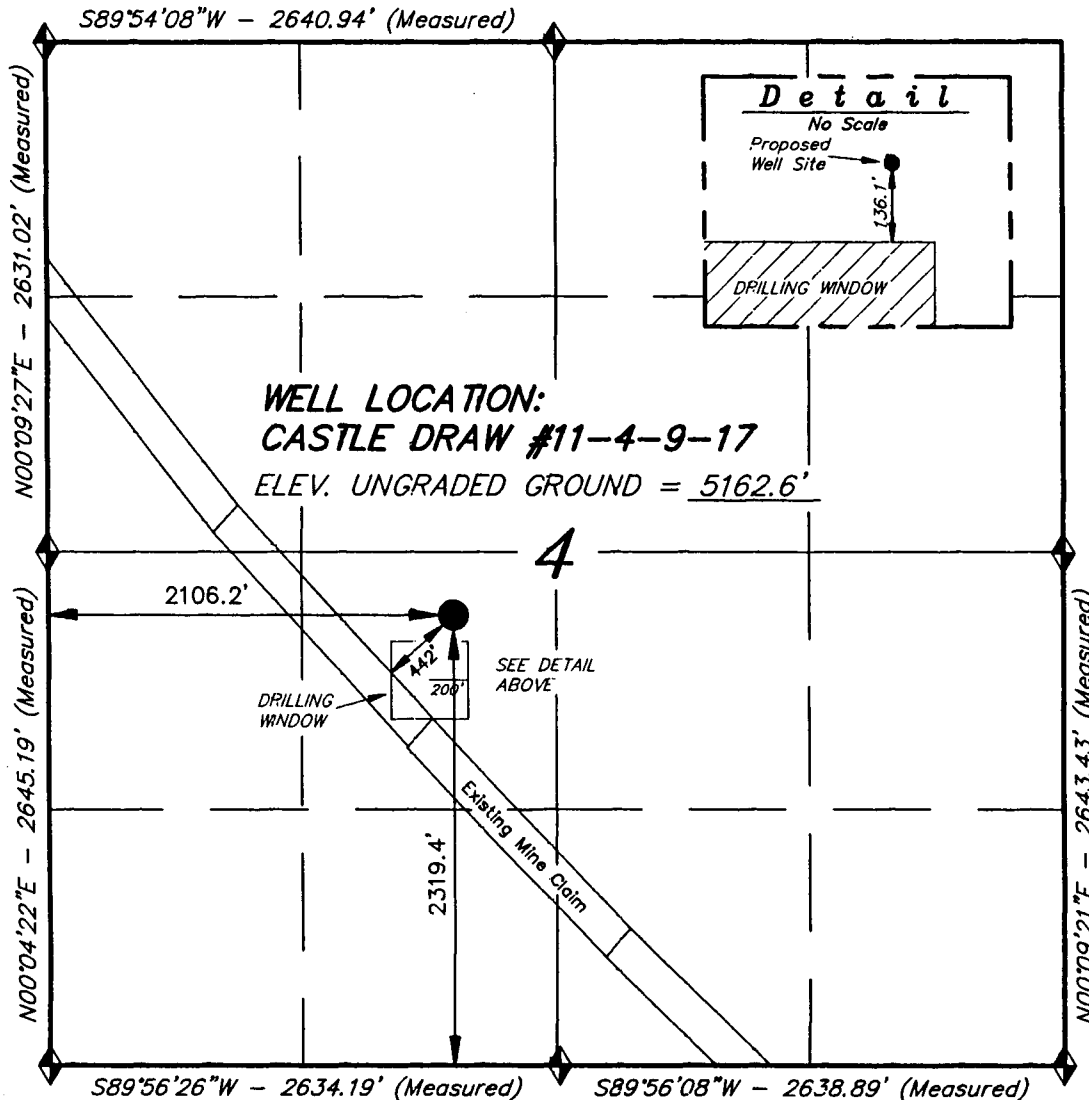 S89°54'08"W - 2640.94' (Measured)
Detail
No Scale
Proposed
Well Site
136.1'
DRILLING WINDOW
N00°09'27"E - 2631.02' (Measured)
WELL LOCATION:
CASTLE DRAW #11-4-9-17
ELEV. UNGRADED GROUND = 5162.6'
4
2106.2'
442'
200'
SEE DETAIL
ABOVE
DRILLING
WINDOW
Existing Mine Claim
2319.4'
N00°04'22"E - 2645.19' (Measured)
N00°09'21"E - 2643.43' (Measured)
S89°56'26"W - 2634.19' (Measured)
S89°56'08"W - 2638.89' (Measured)